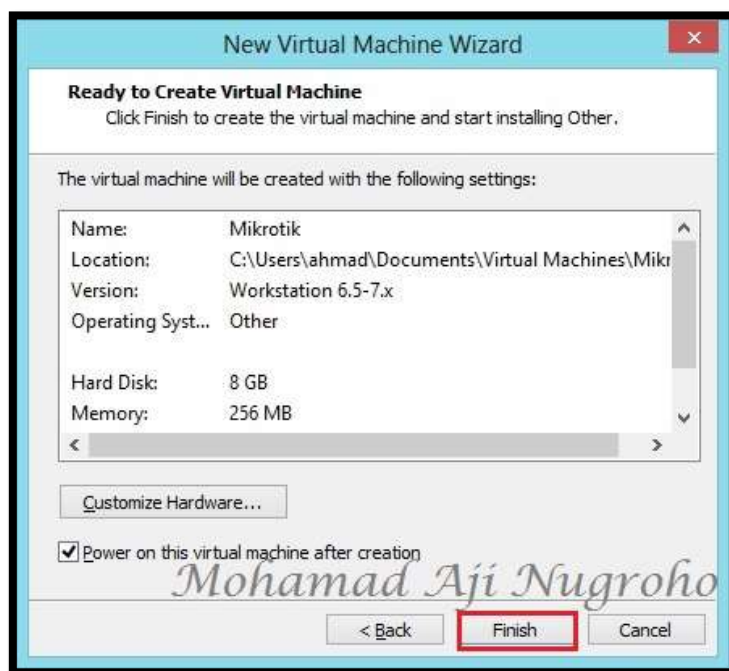 New Virtual Machine Wizard
Ready to Create Virtual Machine
Click Finish to create the virtual machine and start installing Other.
The virtual machine will be created with the following settings:
Name: Mikrotik
Location: C:\Users\ahmad\Documents\Virtual Machines\Mikr
Version: Workstation 6.5-7.x
Operating Syst... Other
Hard Disk: 8 GB
Memory: 256 MB
Customize Hardware...
Power on this virtual machine after creation
Mohamad Aji Nugroho
< Back Finish Cancel